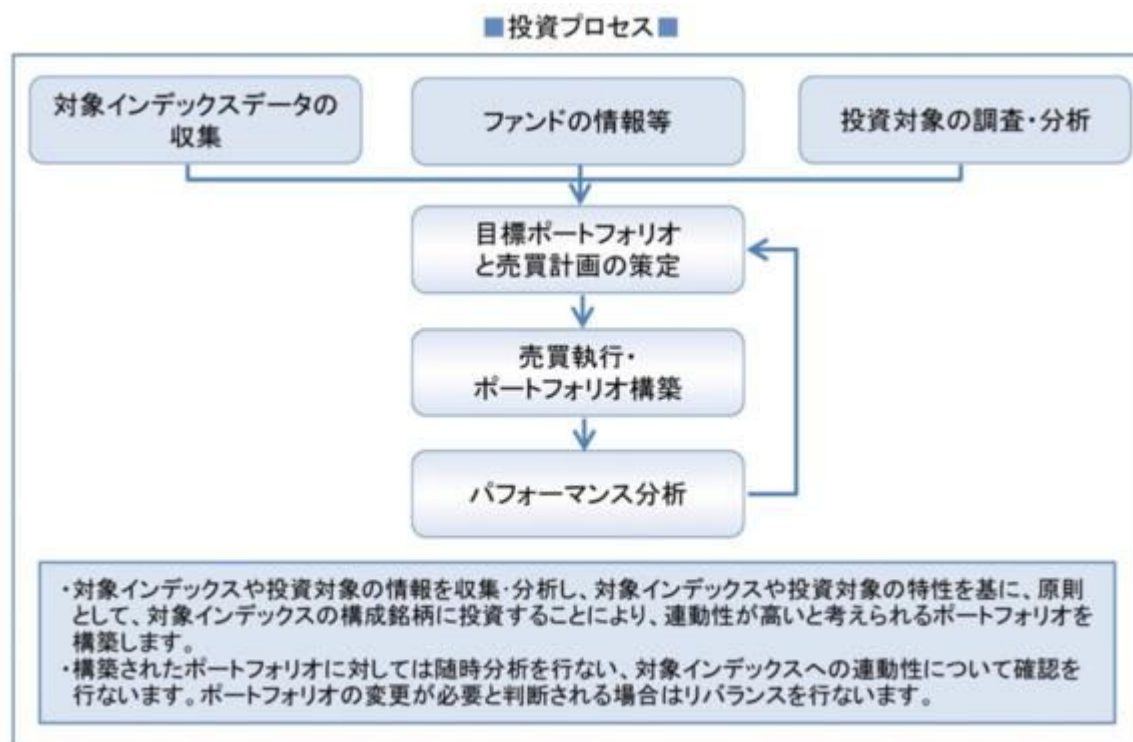 ■投資プロセス■
対象インデックスデータの
収集
ファンドの情報等
投資対象の調査・分析
目標ポートフォリオ
と売買計画の策定
売買執行・
ポートフォリオ構築
パフォーマンス分析
・対象インデックスや投資対象の情報を収集・分析し、対象インデックスや投資対象の特性を基に、原則
として、対象インデックスの構成銘柄に投資することにより、連動性が高いと考えられるポートフォリオを
構築します。
・構築されたポートフォリオに対しては随時分析を行ない、対象インデックスへの連動性について確認を
行ないます。ポートフォリオの変更が必要と判断される場合はリバランスを行ないます。